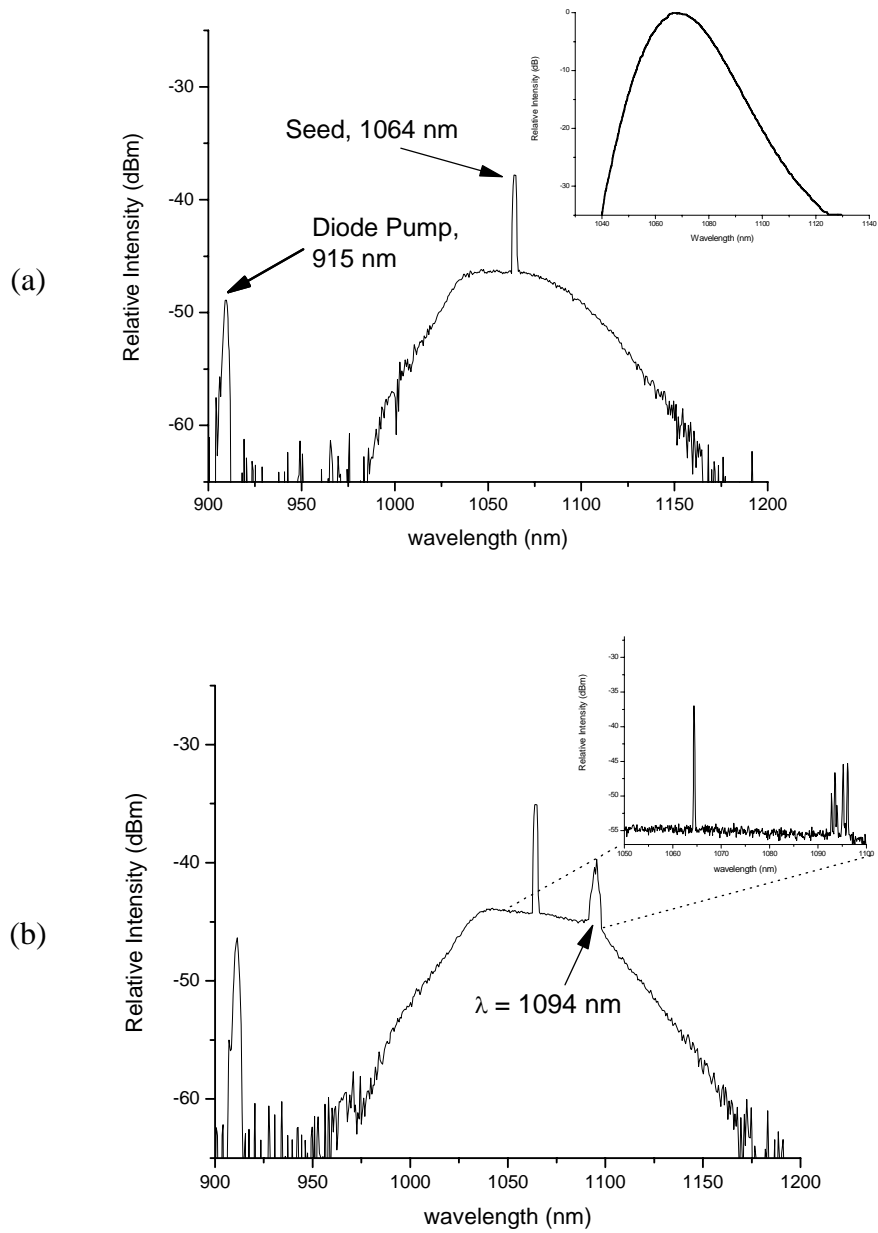 (a)
Relative Intensity (dBm)
-30
-40
-50
-60
Seed, 1064 nm
Diode Pump,
915 nm
900 950 1000 1050 1100 1150 1200
wavelength (nm)
Relative Intensity (dB)
0
-10
-20
-30
1040 1060 1080 1100 1120 1140
Wavelength (nm)
(b)
Relative Intensity (dBm)
-30
-40
-50
-60
λ = 1094 nm
900 950 1000 1050 1100 1150 1200
wavelength (nm)
Relative Intensity (dBm)
-30
-35
-40
-45
-50
-55
1050 1060 1070 1080 1090 1100
wavelength (nm)